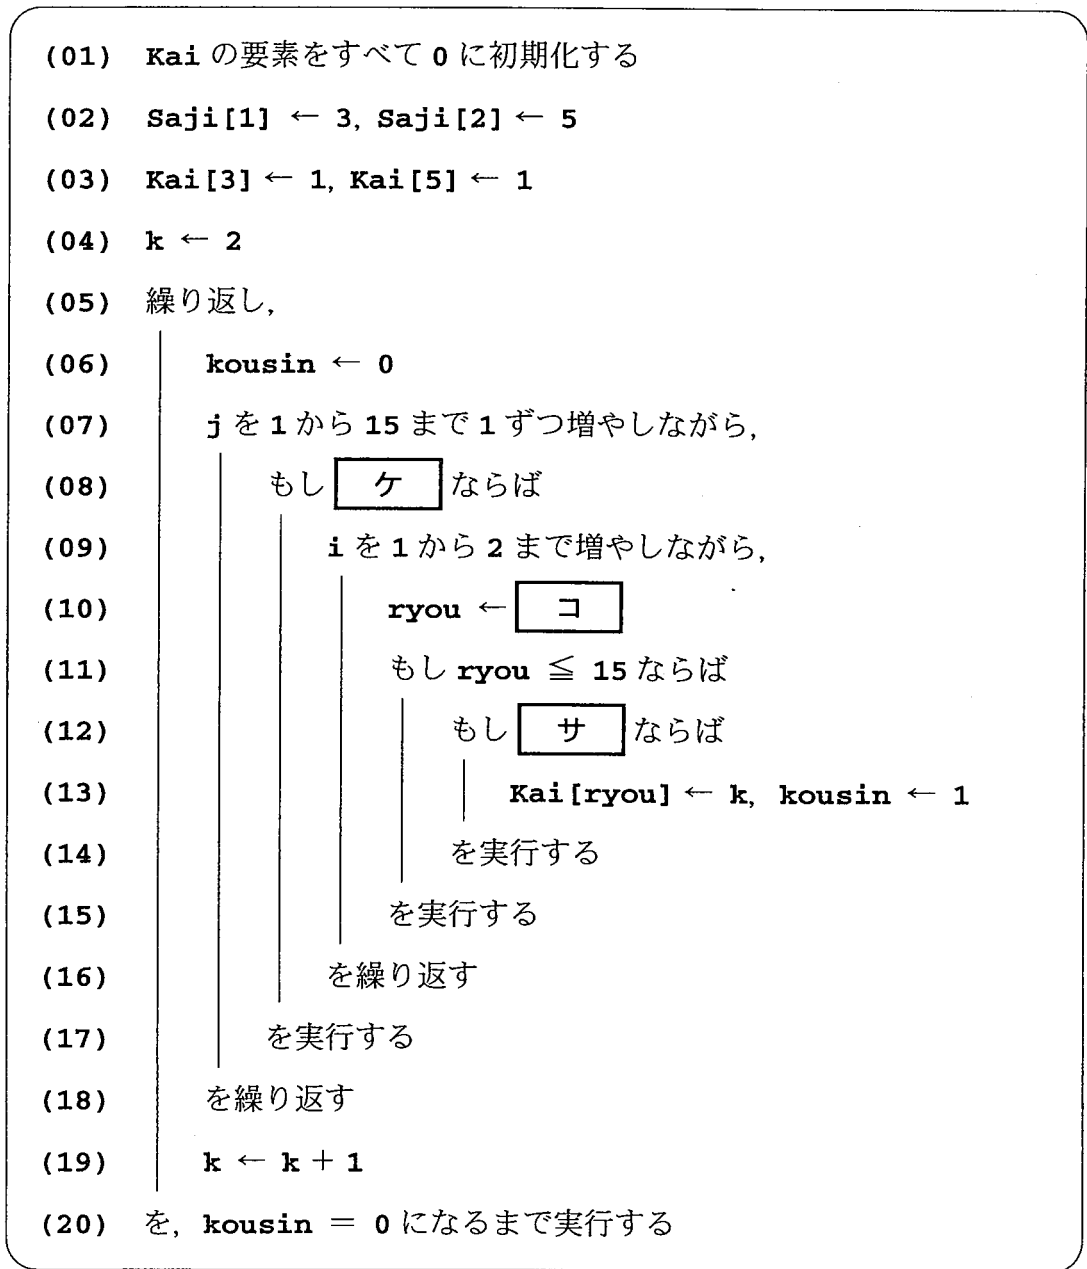 (01) Kai の要素をすべて 0 に初期化する
(02) Saji[1] ← 3, Saji[2] ← 5
(03) Kai[3] ← 1, Kai[5] ← 1
(04) k ← 2
(05) 繰り返し,
(06) kousin ← 0
(07) j を 1 から 15 まで 1 ずつ増やしながら,
(08) もし ケ ならば
(09) i を 1 から 2 まで増やしながら,
(10) ryou ← コ
(11) もし ryou ≦ 15 ならば
(12) もし サ ならば
(13) Kai[ryou] ← k, kousin ← 1
(14) を実行する
(15) を実行する
(16) を繰り返す
(17) を実行する
(18) を繰り返す
(19) k ← k + 1
(20) を, kousin = 0 になるまで実行する